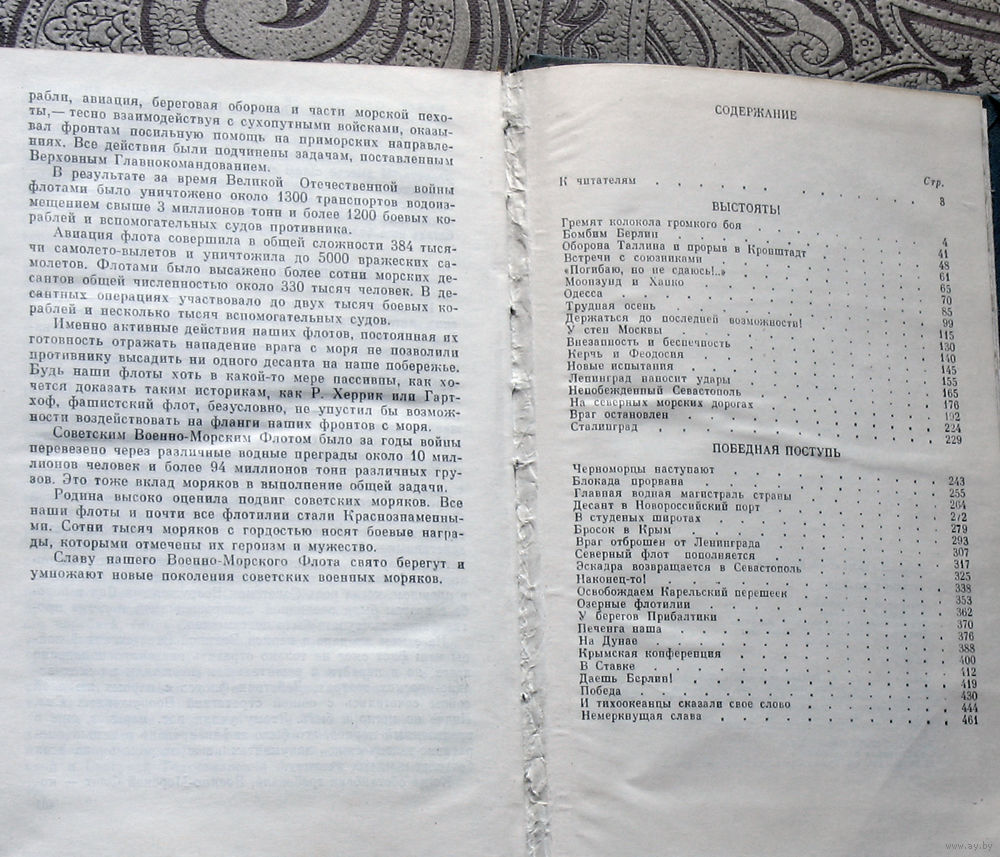 рабли, авиация, береговая оборона и части морской пехо-
ты,— тесно взаимодействуя с сухопутными войсками, оказы-
вал фронтам посильную помощь на приморских направле-
ниях. Все действия были подчинены задачам, поставленным
Верховным Главнокомандованием.
В результате за время Великой Отечественной войны
флотами было уничтожено около 1300 транспортов водоиз-
мещением свыше 3 миллионов тонн и более 1200 боевых ко-
раблей и вспомогательных судов противника.
Авиация флота совершила в общей сложности 384 тыся-
чи самолето-вылетов и уничтожила до 5000 вражеских са-
молетов. Флотами было высажено более сотни морских де-
сантов общей численностью около 330 тысяч человек. В де-
сантных операциях участвовало до двух тысяч боевых ко-
раблей и несколько тысяч вспомогательных судов.
Именно активные действия наших флотов, постоянная их
готовность отражать нападение врага с моря не позволили
противнику высадить ни одного десанта на наше побережье.
Будь наши флоты хоть в какой-то мере пассивны, как хо-
чется доказать таким историкам, как Р. Херрик или Гарт-
хоф, фашистский флот, безусловно, не упустил бы возмож-
ности воздействовать на фланги наших фронтов с моря.
Советским Военно-Морским Флотом было за годы войны
перевезено через различные водные преграды около 10 мил-
лионов человек и более 94 миллионов тонн различных гру-
зов. Это тоже вклад моряков в выполнение общей задачи.
Родина высоко оценила подвиг советских моряков. Все
наши флоты и почти все флотилии стали Краснознаменны-
ми. Сотни тысяч моряков с гордостью носят боевые награ-
ды, которыми отмечены их героизм и мужество.
Славу нашего Военно-Морского Флота свято берегут и
умножают новые поколения советских военных моряков.
СОДЕРЖАНИЕ
Стр.
К читателям 3
ВЫСТОЯТЬ!
Гремят колокола громкого боя 4
Бомбим Берлин 41
Оборона Таллина и прорыв в Кронштадт 48
Встречи с союзниками 61
«Погибаю, но не сдаюсь!..» 65
Моонзунд и Ханко 70
Одесса 85
Трудная осень 99
Держаться до последней возможности! 115
У стен Москвы 130
Внезапность и беспечность 140
Керчь и Феодосия 145
Новые испытания 155
Ленинград наносит удары 165
Непобежденный Севастополь 176
На северных морских дорогах 192
Враг остановлен 224
Сталинград 229
ПОБЕДНАЯ ПОСТУПЬ
Черноморцы наступают 243
Блокада прорвана 255
Главная водная магистраль страны 264
Десант в Новороссийский порт 272
В студеных широтах 279
Бросок в Крым 293
Враг отброшен от Ленинграда 307
Северный флот пополняется 317
Эскадра возвращается в Севастополь 325
Наконец-то! 338
Освобождаем Карельский перешеек 353
Озерные флотилии 362
У берегов Прибалтики 370
Печенга наша 376
На Дунае 388
Крымская конференция 400
В Ставке 412
Даешь Берлин! 419
Победа 430
И тихоокеанцы сказали свое слово 444
Немеркнущая слава 461
www.ay.by